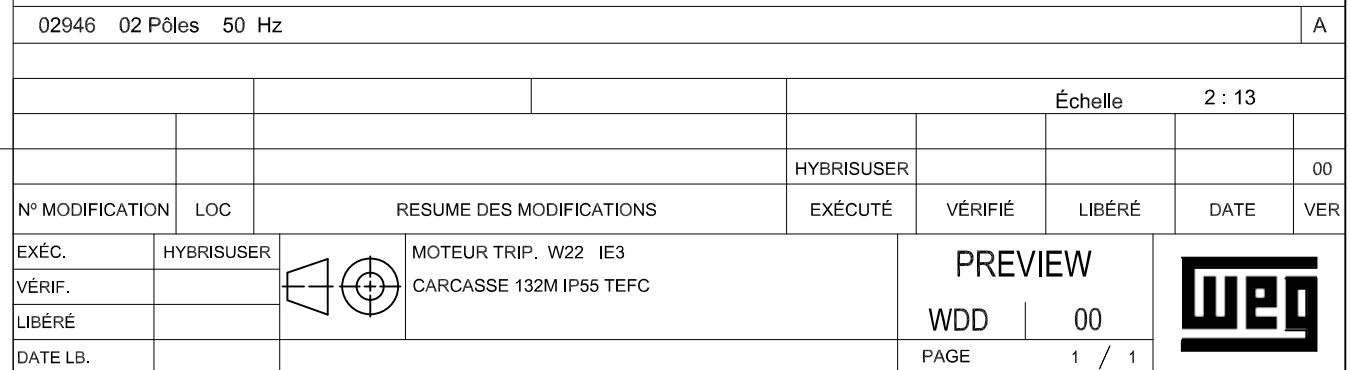 02946 02 Pôles 50 Hz A
Échelle 2 : 13
HYBRISUSER 00
Nº MODIFICATION LOC RESUME DES MODIFICATIONS EXÉCUTÉ VÉRIFIÉ LIBÉRÉ DATE VER
EXÉC. HYBRISUSER MOTEUR TRIP. W22 IE3 PREVIEW
VÉRIF. CARCASSE 132M IP55 TEFC
LIBÉRÉ WDD 00
DATE LB. PAGE 1 / 1
weg